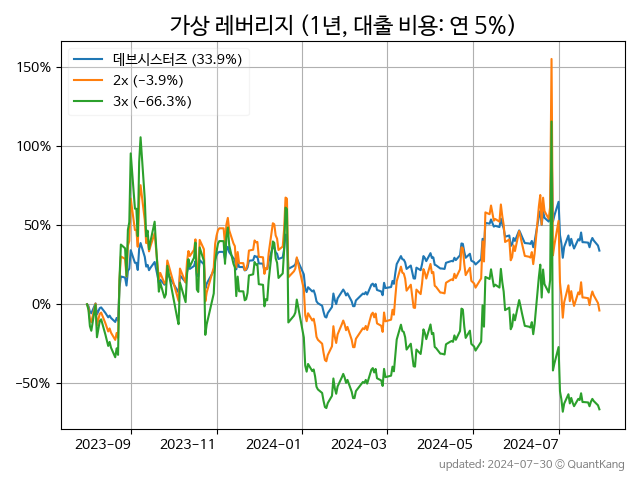 가상 레버리지 (1년, 대출 비용: 연 5%)
데브시스터즈 (33.9%)
2x (−3.9%)
3x (−66.3%)
150%
100%
50%
0%
−50%
2023-09 2023-11 2024-01 2024-03 2024-05 2024-07
updated: 2024-07-30 © QuantKang